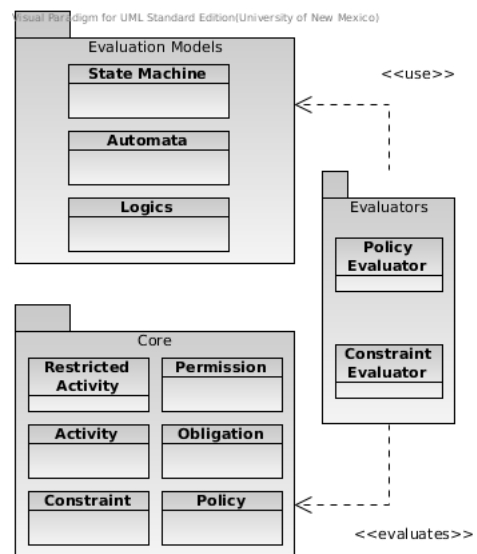 Visual Paradigm for UML Standard Edition(University of New Mexico)
Evaluation Models
State Machine
Automata
Logics
<<use>>
Evaluators
Policy
Evaluator
Constraint
Evaluator
Core
Restricted
Activity
Permission
Activity
Obligation
Constraint
Policy
<<evaluates>>